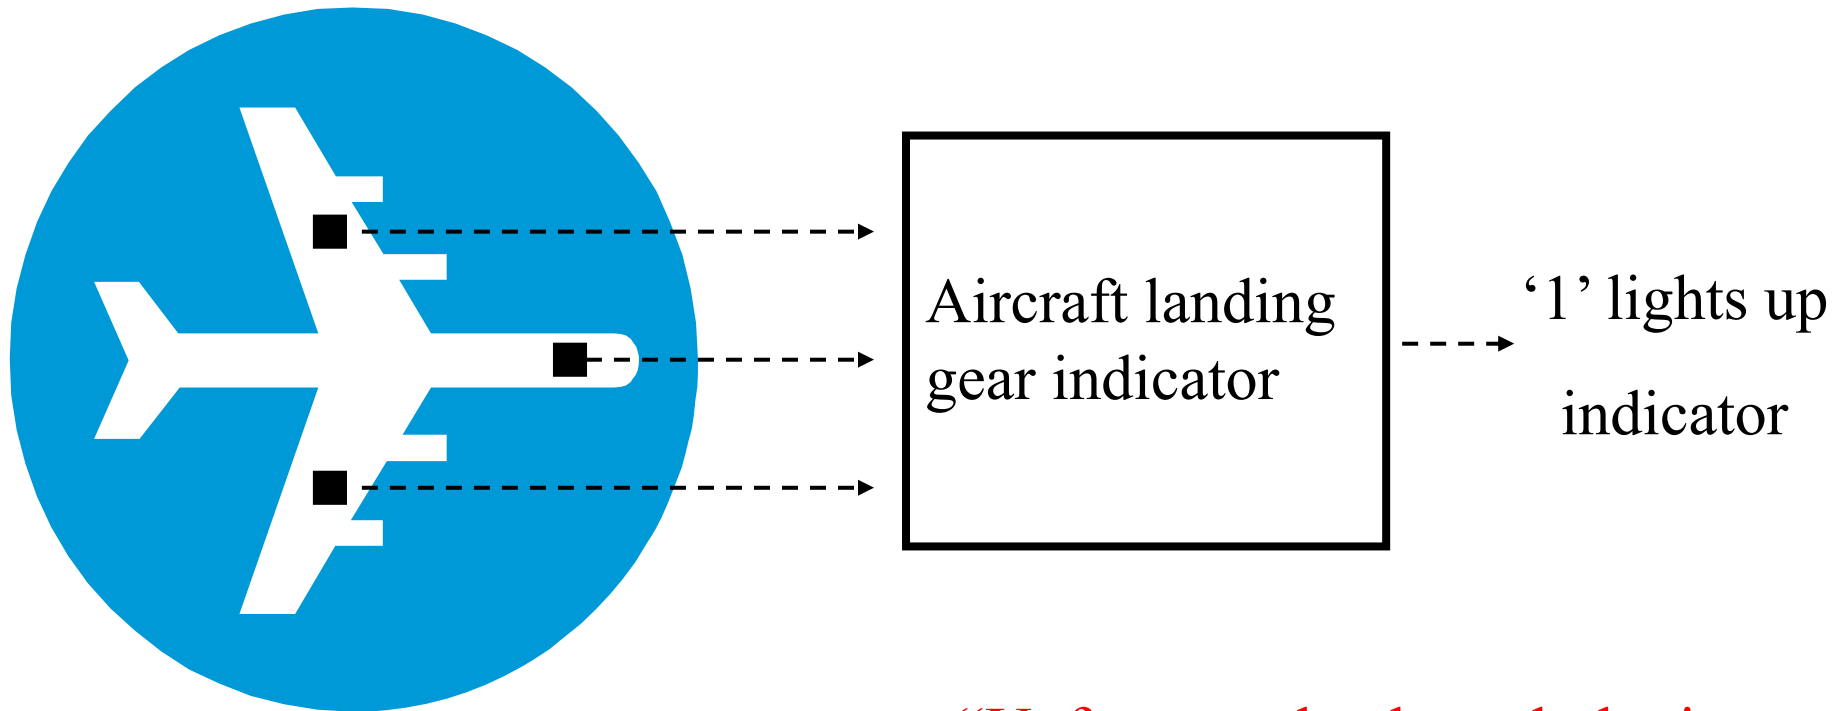 Aircraft landing
gear indicator
‘1’ lights up
indicator